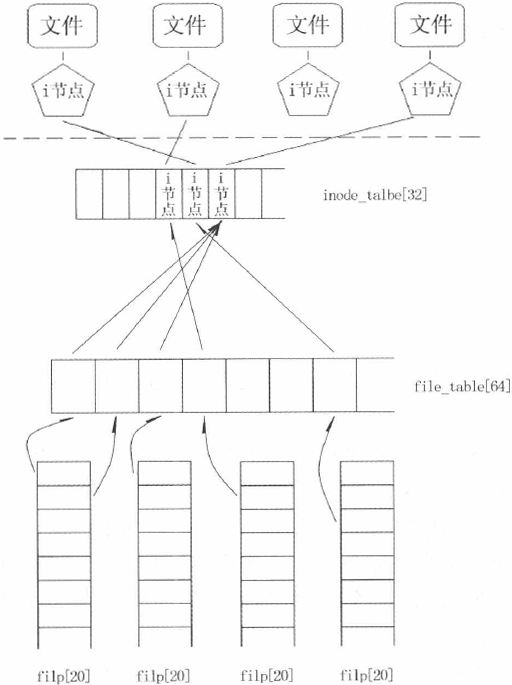 文件 文件 文件 文件
i节点 i节点 i节点 i节点
i节点 i节点 i节点 inode_talbe[32]
file_table[64]
filp[20] filp[20] filp[20] filp[20]